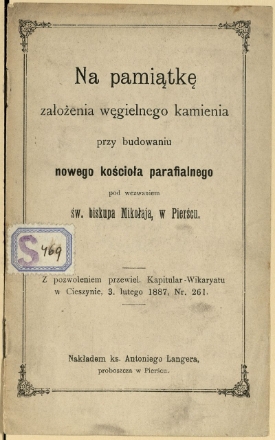 Na pamiątkę
założenia węgielnego kamienia
przy budowaniu
nowego kościoła parafialnego
pod wezwaniem
św. biskupa Mikołaja, w Pierścu.
S 469
Z pozwoleniem przewiel. Kapitular-Wikaryatu
w Cieszynie, 3. lutego 1887, Nr. 261.
Nakładem ks. Antoniego Langera,
proboszcza w Pierścu.